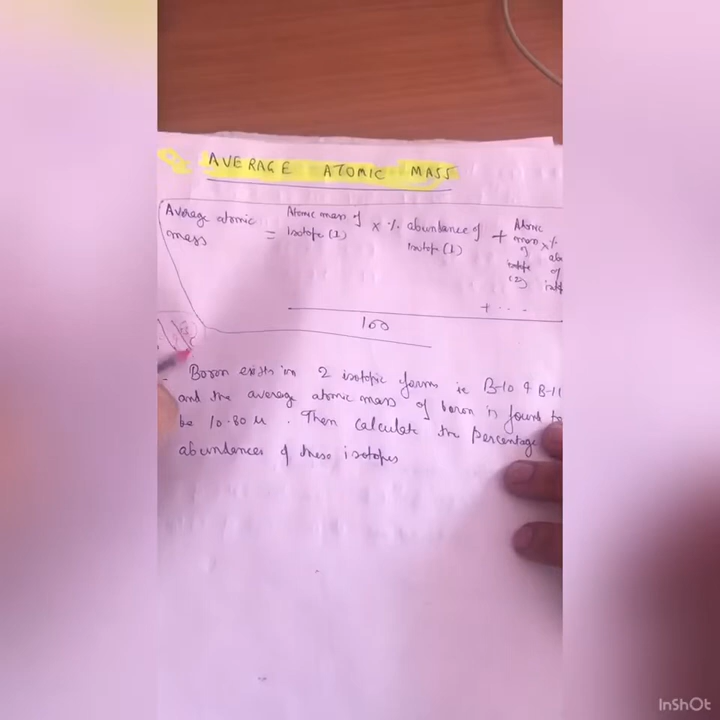 AVERAGE ATOMIC MASS
Average atomic mass = Atomic mass of isotope (1) x % abundance of isotope (1) + Atomic mass of isotope (2) x %
+ ...
100
Boron exists in 2 isotopic forms ie B-10 & B-11
and the average atomic mass of boron is found to
be 10.80 u. Then calculate the percentage
abundances of these isotopes
InShOt